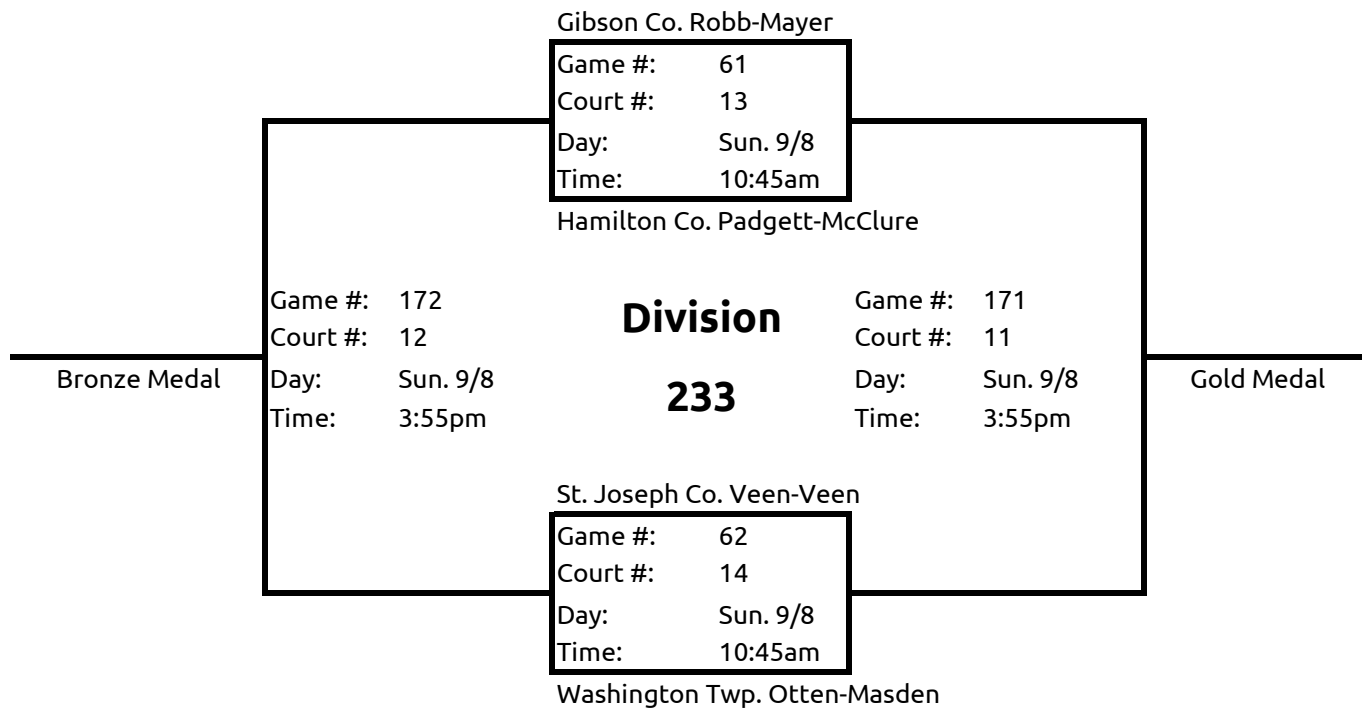 Gibson Co. Robb-Mayer
Game #: 61
Court #: 13
Day: Sun. 9/8
Time: 10:45am
Hamilton Co. Padgett-McClure
Game #: 172
Court #: 12
Day: Sun. 9/8
Time: 3:55pm
Bronze Medal
Division
233
Game #: 171
Court #: 11
Day: Sun. 9/8
Time: 3:55pm
Gold Medal
St. Joseph Co. Veen-Veen
Game #: 62
Court #: 14
Day: Sun. 9/8
Time: 10:45am
Washington Twp. Otten-Masden